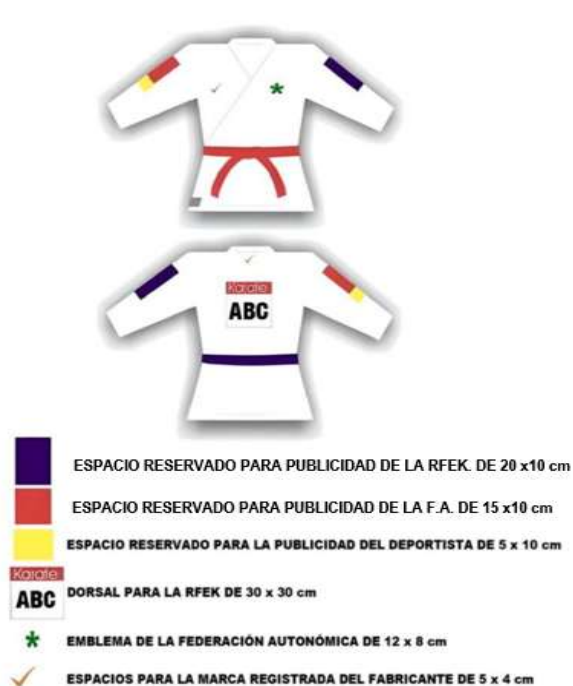 Karate
ABC
ESPACIO RESERVADO PARA PUBLICIDAD DE LA RFEK. DE 20 x10 cm
ESPACIO RESERVADO PARA PUBLICIDAD DE LA F.A. DE 15 x10 cm
ESPACIO RESERVADO PARA LA PUBLICIDAD DEL DEPORTISTA DE 5 x 10 cm
Karate
ABC
DORSAL PARA LA RFEK DE 30 x 30 cm
EMBLEMA DE LA FEDERACIÓN AUTONÓMICA DE 12 x 8 cm
ESPACIOS PARA LA MARCA REGISTRADA DEL FABRICANTE DE 5 x 4 cm